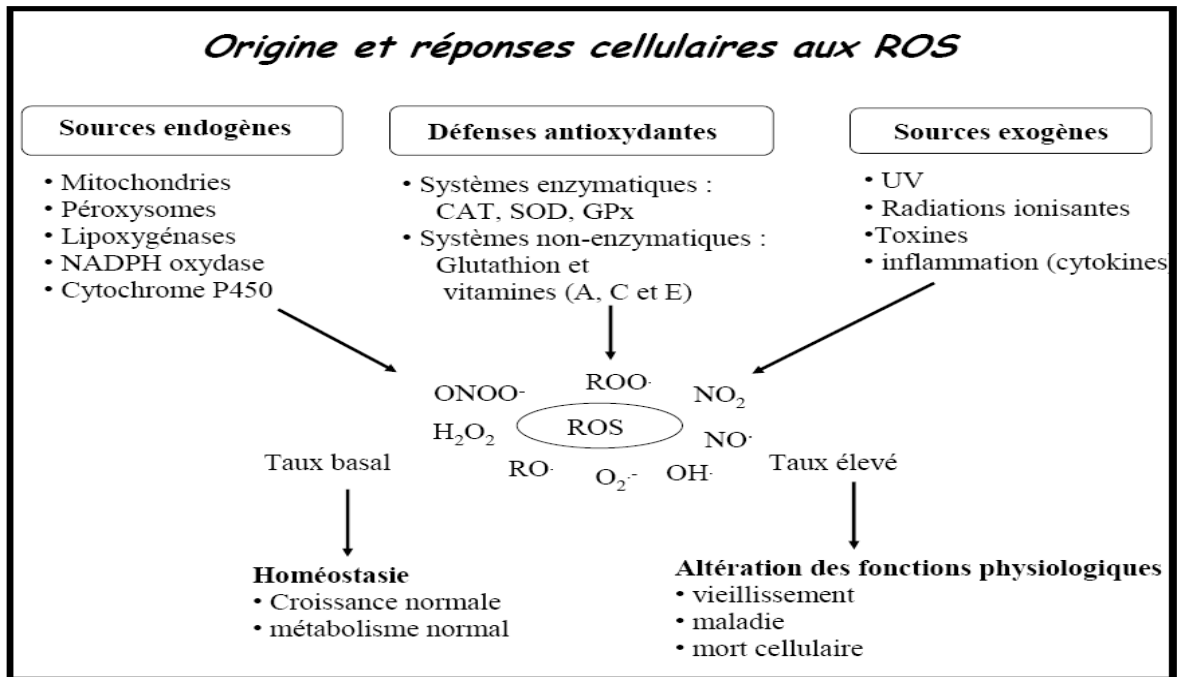 Origine et réponses cellulaires aux ROS
Sources endogènes
• Mitochondries
• Péroxysomes
• Lipoxygénases
• NADPH oxydase
• Cytochrome P450
Défenses antioxydantes
• Systèmes enzymatiques :
CAT, SOD, GPx
• Systèmes non-enzymatiques :
Glutathion et
vitamines (A, C et E)
Sources exogènes
• UV
• Radiations ionisantes
•Toxines
• inflammation (cytokines)
ONOO-
ROO·
NO2
H2O2
ROS
NO·
RO·
O2·-
OH·
Taux basal
Taux élevé
Homéostasie
• Croissance normale
• métabolisme normal
Altération des fonctions physiologiques
• vieillissement
• maladie
• mort cellulaire